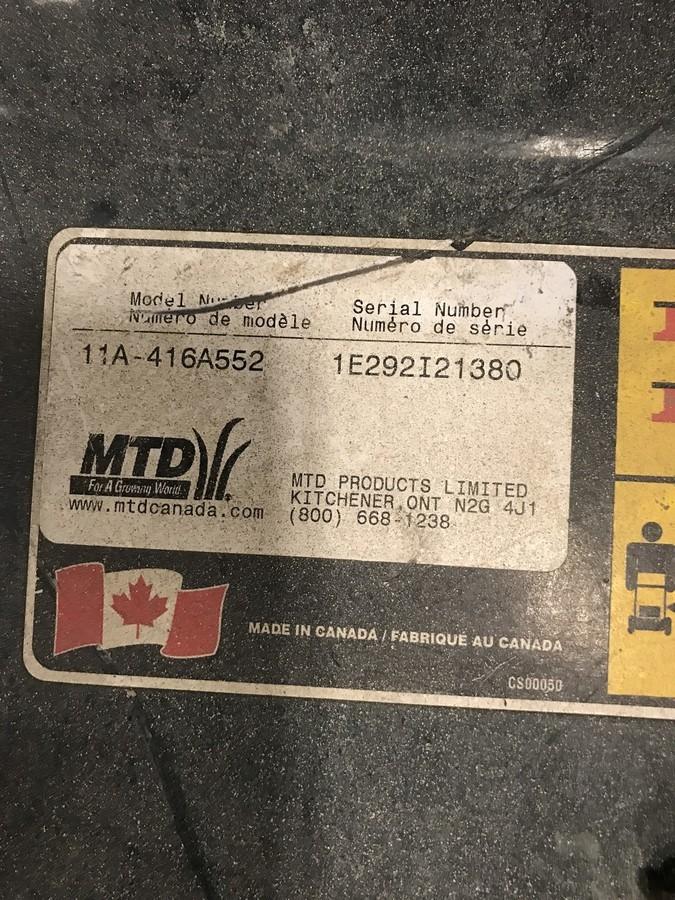 Model Number
Numéro de modèle
11A-416A552
Serial Number
Numéro de série
1E292I21380
MTD
For A Growing World.
www.mtdcanada.com
MTD PRODUCTS LIMITED
KITCHENER,ONT N2G 4J1
(800) 668-1238
MADE IN CANADA / FABRIQUÉ AU CANADA
CS00050